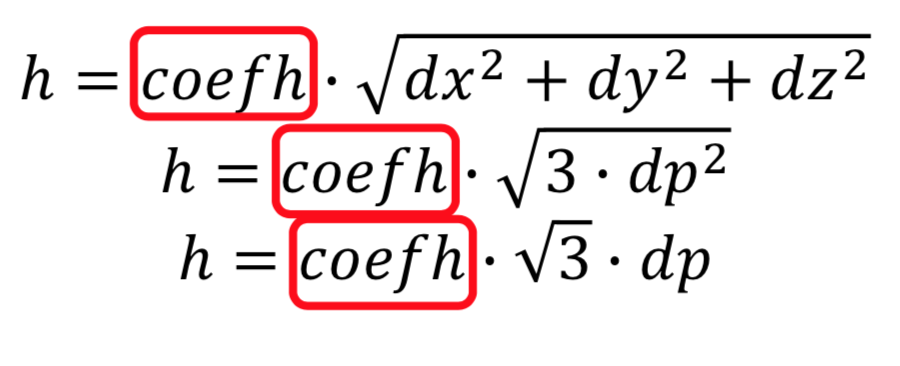 h = coefh · √(dx² + dy² + dz²)
h = coefh · √(3 · dp²)
h = coefh · √3 · dp